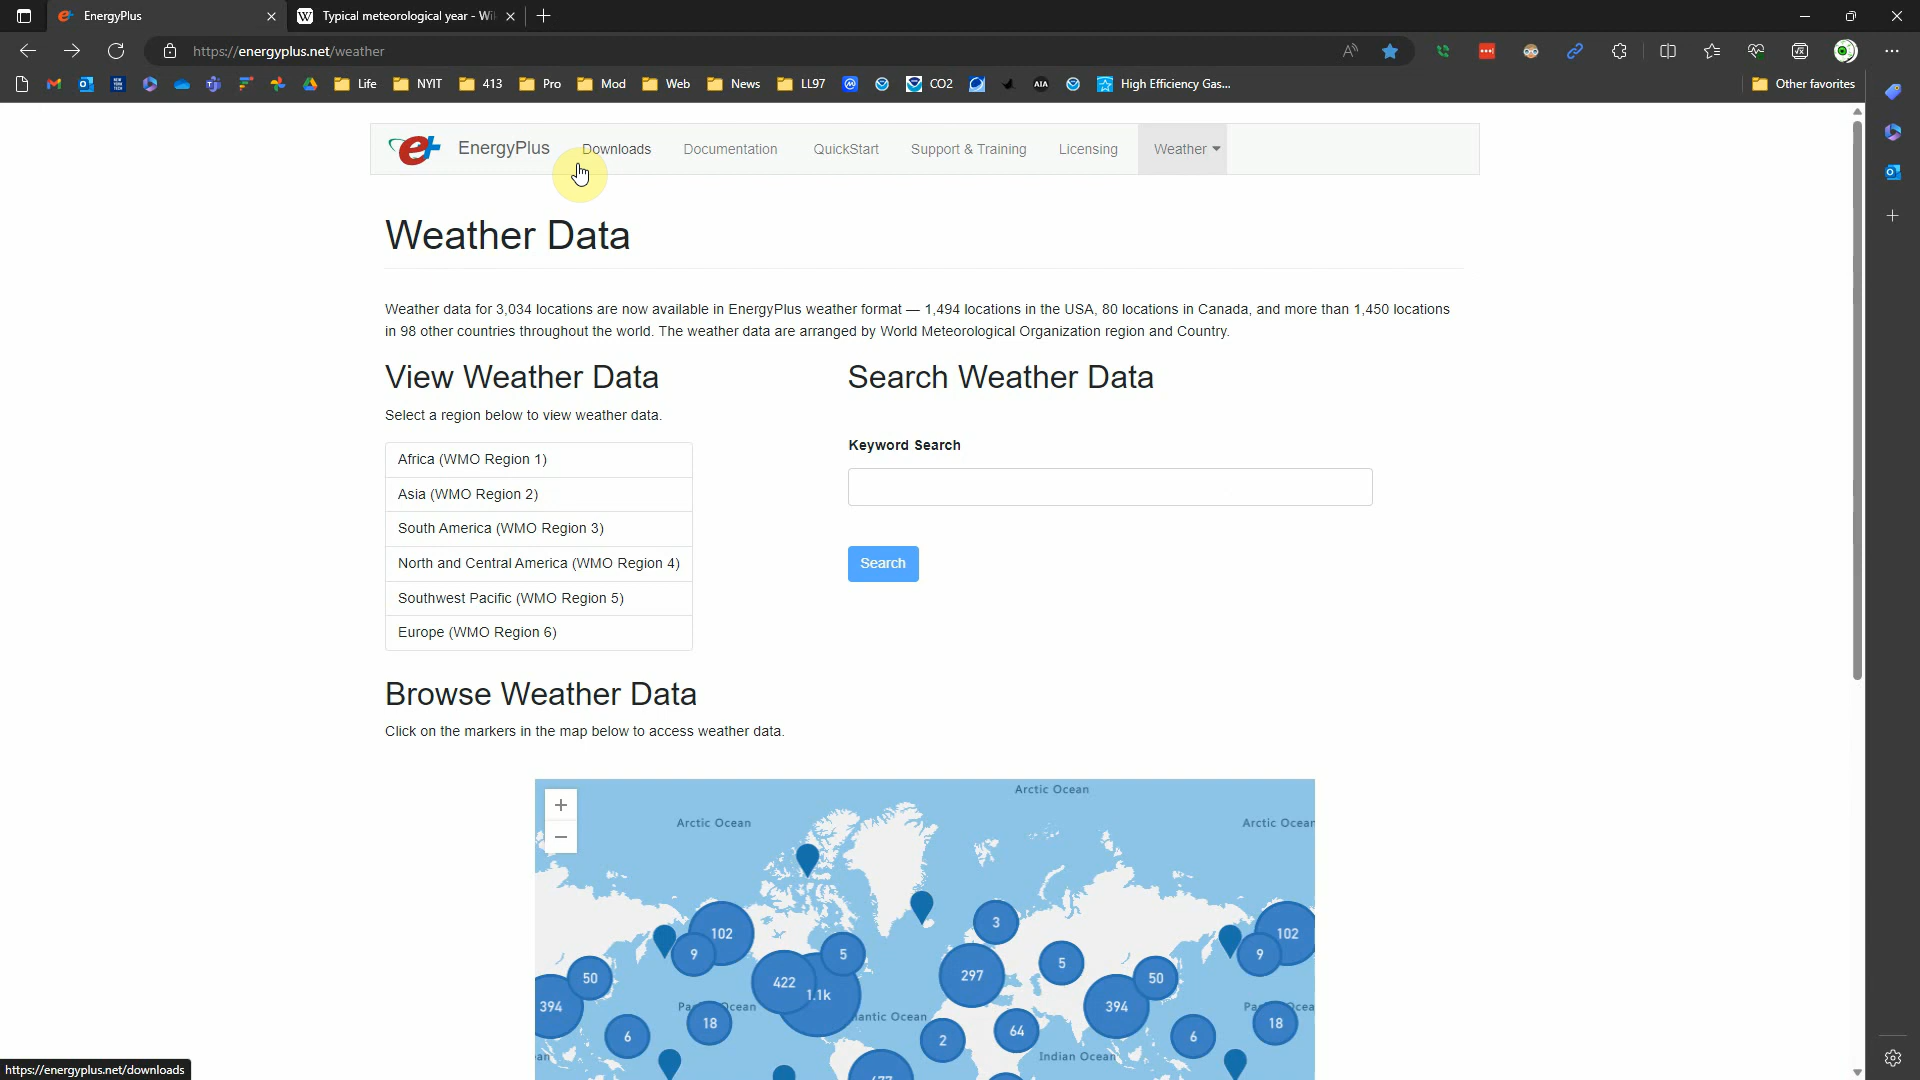 EnergyPlus
Typical meteorological year - Wi
https://energyplus.net/weather
Life
NYIT
413
Pro
Mod
Web
News
LL97
CO2
High Efficiency Gas...
Other favorites
EnergyPlus
Downloads
Documentation
QuickStart
Support & Training
Licensing
Weather
Weather Data
Weather data for 3,034 locations are now available in EnergyPlus weather format — 1,494 locations in the USA, 80 locations in Canada, and more than 1,450 locations
in 98 other countries throughout the world. The weather data are arranged by World Meteorological Organization region and Country.
View Weather Data
Select a region below to view weather data.
Africa (WMO Region 1)
Asia (WMO Region 2)
South America (WMO Region 3)
North and Central America (WMO Region 4)
Southwest Pacific (WMO Region 5)
Europe (WMO Region 6)
Search Weather Data
Keyword Search
Search
Browse Weather Data
Click on the markers in the map below to access weather data.
+
−
Arctic Ocean
Arctic Ocean
Arctic Ocean
102
9
50
394
6
18
422
1.1k
5
3
297
5
2
64
394
50
9
102
6
18
Indian Ocean
https://energyplus.net/downloads